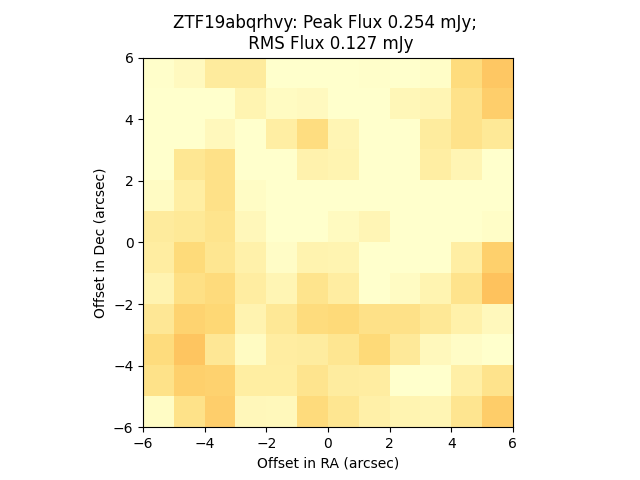 ZTF19abqrhvy: Peak Flux 0.254 mJy;
RMS Flux 0.127 mJy
6
4
2
0
−2
−4
−6
Offset in Dec (arcsec)
−6 −4 −2 0 2 4 6
Offset in RA (arcsec)